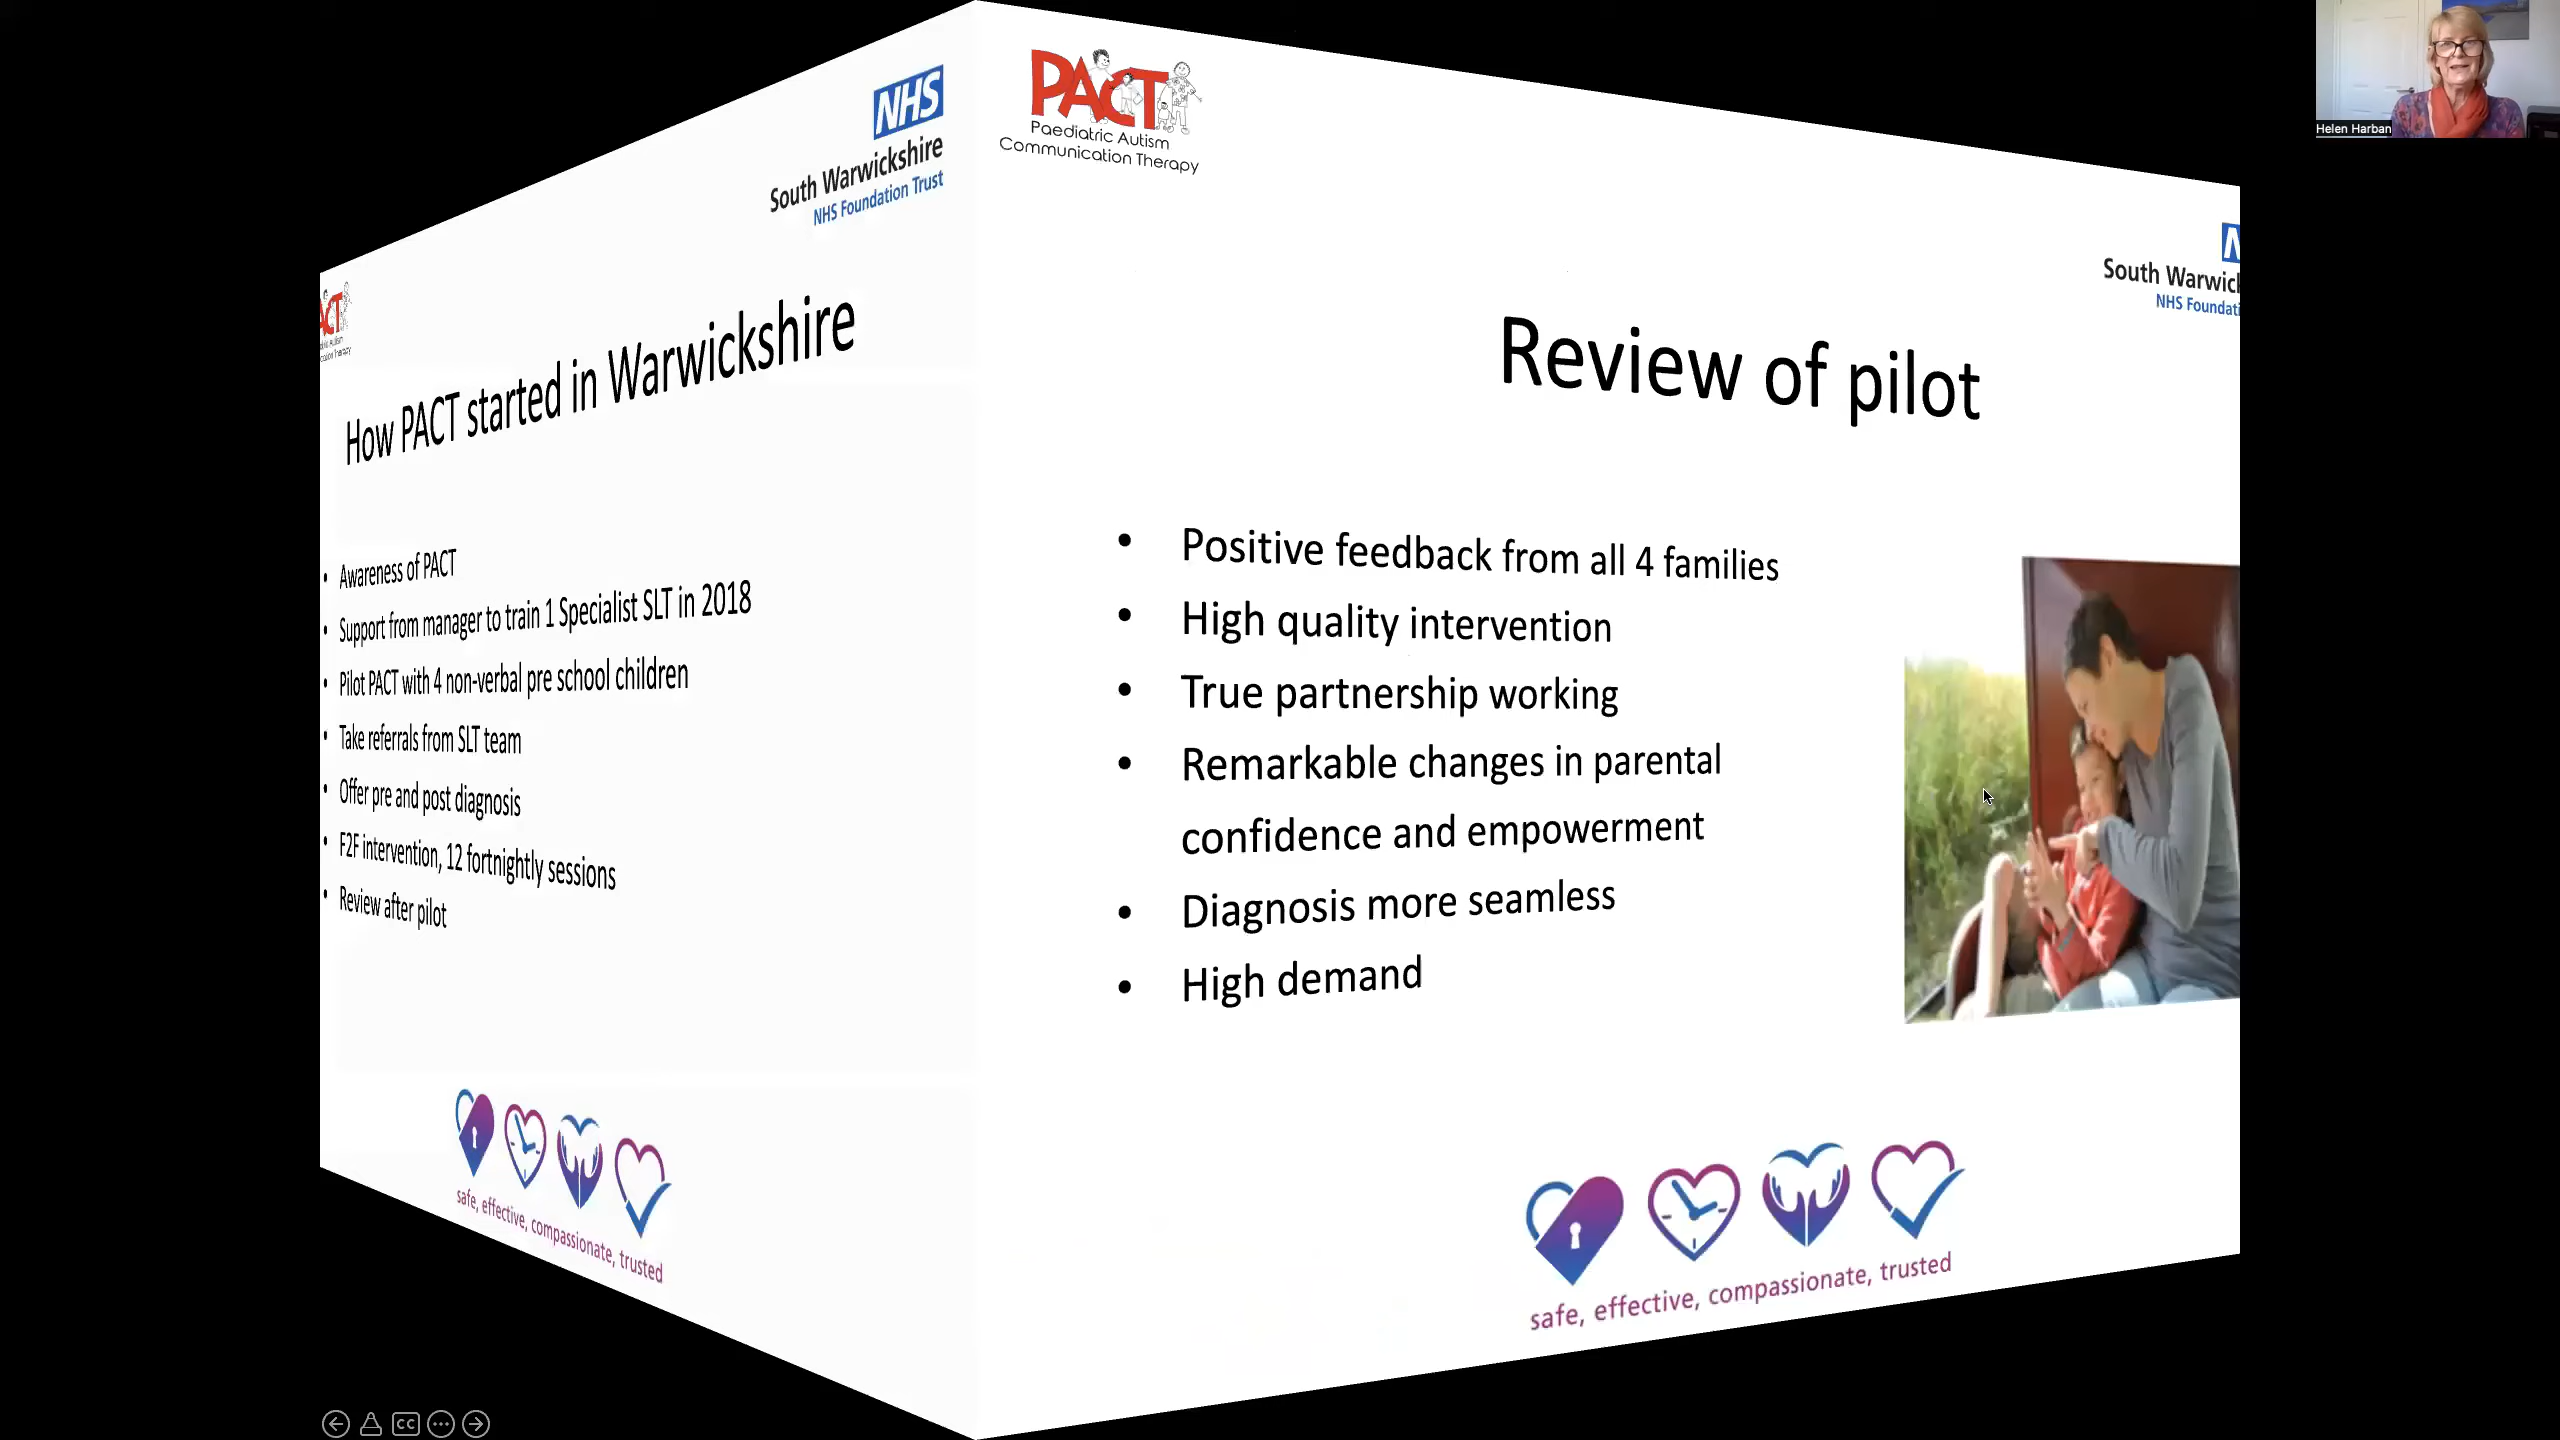 NHS
South Warwickshire
NHS Foundation Trust
ACT
How PACT started in Warwickshire
• Awareness of PACT
• Support from manager to train 1 Specialist SLT in 2018
• Pilot PACT with 4 non-verbal pre school children
• Take referrals from SLT team
• Offer pre and post diagnosis
• F2F intervention, 12 fortnightly sessions
• Review after pilot
safe, effective, compassionate, trusted
PACT
Paediatric Autism
Communication Therapy
South Warwick
NHS Foundati
Review of pilot
• Positive feedback from all 4 families
• High quality intervention
• True partnership working
• Remarkable changes in parental
confidence and empowerment
• Diagnosis more seamless
• High demand
safe, effective, compassionate, trusted
Helen Harban
CC